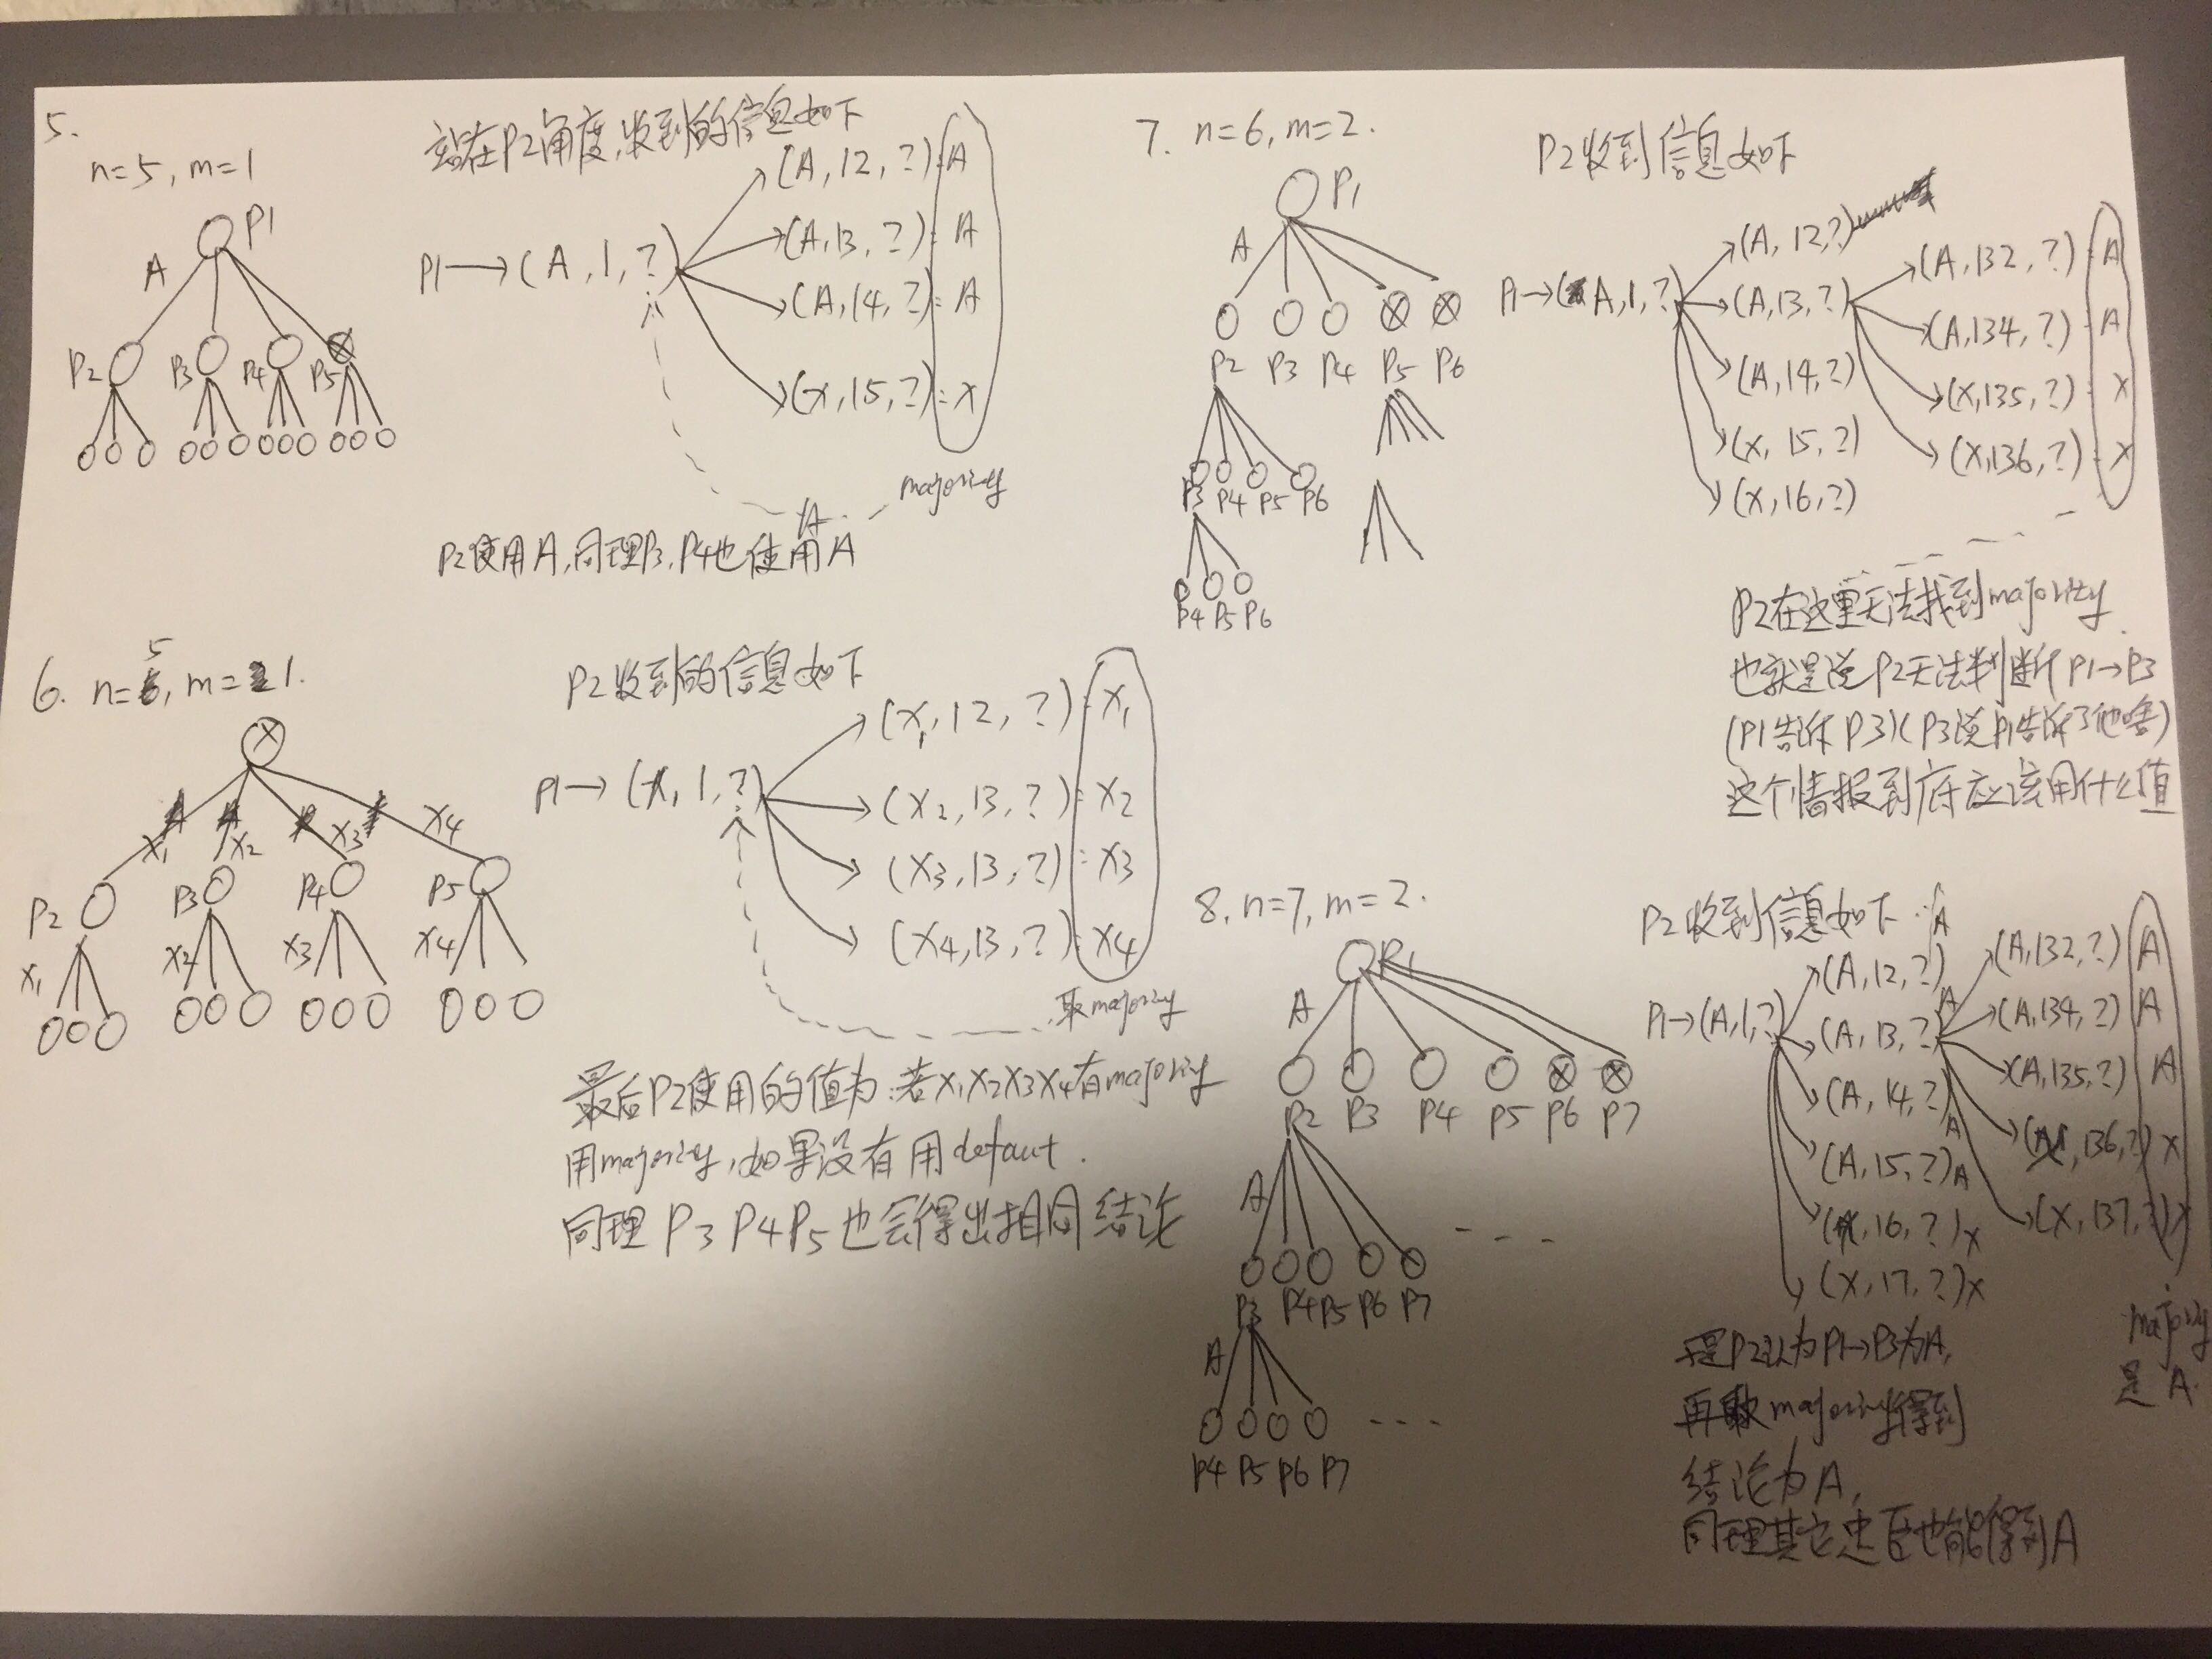 5.
n=5, m=1
P1
A
P2 P3 P4 P5
站在P2角度,收到的信息如下
P1→(A,1,?)
(A,12,?):A
(A,13,?):A
(A,14,?):A
(x,15,?):x
A
majority
P2使用A,同理P3,P4也使用A
6. n=5, m=1.
x1 x2 x3 x4
P2 P3 P4 P5
x1 x2 x3 x4
P2收到的信息如下
P1→(x,1,?)
(x1,12,?):x1
(x2,13,?):x2
(x3,13,?):x3
(x4,13,?):x4
取majority
最后P2使用的值为:若x1x2x3x4有majority
用majority,如果没有用defaut.
同理P3P4P5也会得出相同结论
7. n=6, m=2.
P1
A
P2 P3 P4 P5 P6
P3 P4 P5 P6
P4 P5 P6
P2收到信息如下
P1→(A,1,?)
(A,12,?)
(A,13,?)
(A,14,?)
(x,15,?)
(x,16,?)
(A,132,?):A
(A,134,?):A
(x,135,?):x
(x,136,?):x
P2在这里无法找到majority
也就是说P2无法判断P1→P3
(P1告诉P3)(P3说P1告诉了他啥)
这个情报到底应该用什么值
8. n=7, m=2.
P1
A
P2 P3 P4 P5 P6 P7
A
P3 P4 P5 P6 P7
A
P4 P5 P6 P7
P2收到信息如下
P1→(A,1,?)
(A,12,?)A
(A,13,?)A
(A,14,?)A
(A,15,?)A
(x,16,?)x
(x,17,?)x
(A,132,?)A
(A,134,?)A
(A,135,?)A
(x,136,?)x
(x,137,?)x
majority
是A.
于是P2认为P1→P3为A,
再取majority得到
结论为A,
同理其它忠臣也能得到A